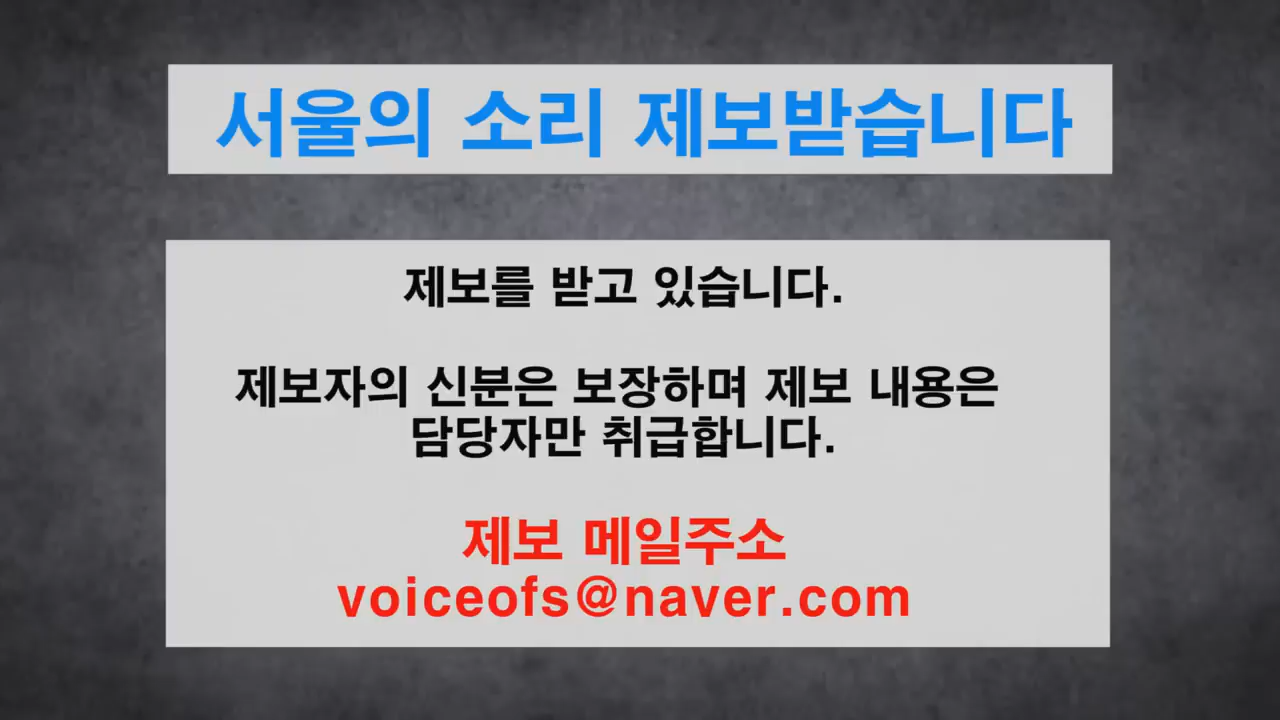 서울의 소리 제보받습니다
제보를 받고 있습니다.
제보자의 신분은 보장하며 제보 내용은
담당자만 취급합니다.
제보 메일주소
voiceofs@naver.com